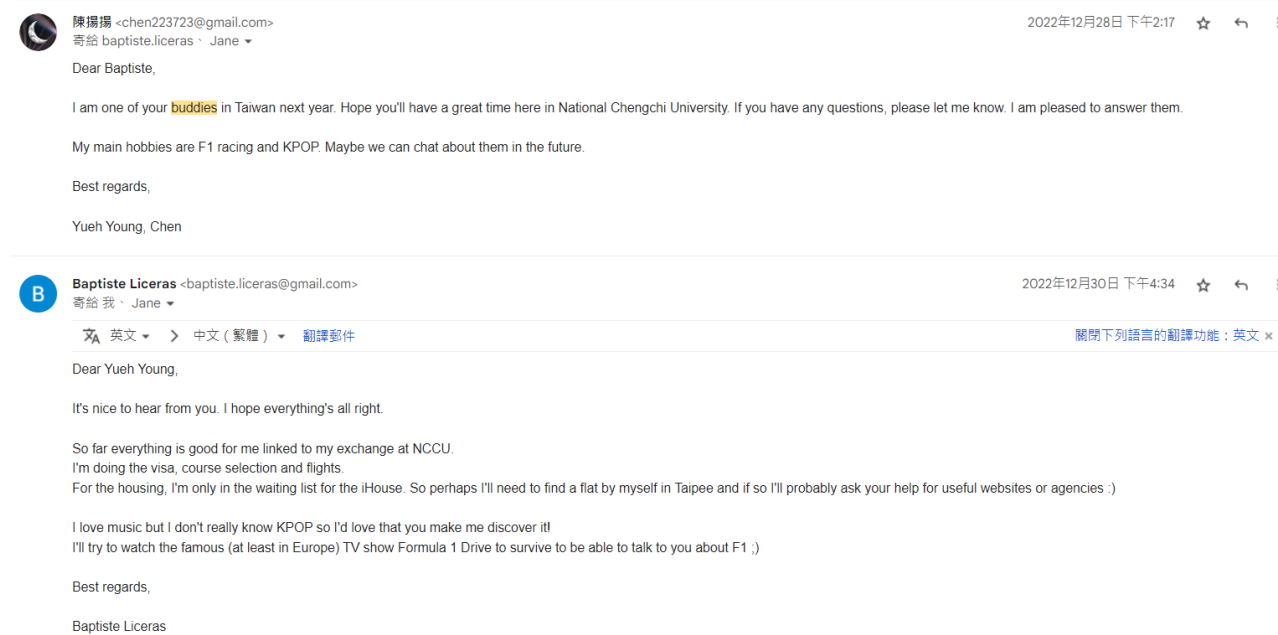 陳揚揚 <chen223723@gmail.com>
2022年12月28日 下午2:17
寄給 baptiste.liceras、 Jane
Dear Baptiste,
I am one of your buddies in Taiwan next year. Hope you'll have a great time here in National Chengchi University. If you have any questions, please let me know. I am pleased to answer them.
My main hobbies are F1 racing and KPOP. Maybe we can chat about them in the future.
Best regards,
Yueh Young, Chen
B
Baptiste Liceras <baptiste.liceras@gmail.com>
2022年12月30日 下午4:34
寄給 我、 Jane
英文 > 中文 ( 繁體 ) 翻譯郵件
關閉下列語言的翻譯功能：英文 ×
Dear Yueh Young,
It's nice to hear from you. I hope everything's all right.
So far everything is good for me linked to my exchange at NCCU.
I'm doing the visa, course selection and flights.
For the housing, I'm only in the waiting list for the iHouse. So perhaps I'll need to find a flat by myself in Taipee and if so I'll probably ask your help for useful websites or agencies :)
I love music but I don't really know KPOP so I'd love that you make me discover it!
I'll try to watch the famous (at least in Europe) TV show Formula 1 Drive to survive to be able to talk to you about F1 ;)
Best regards,
Baptiste Liceras